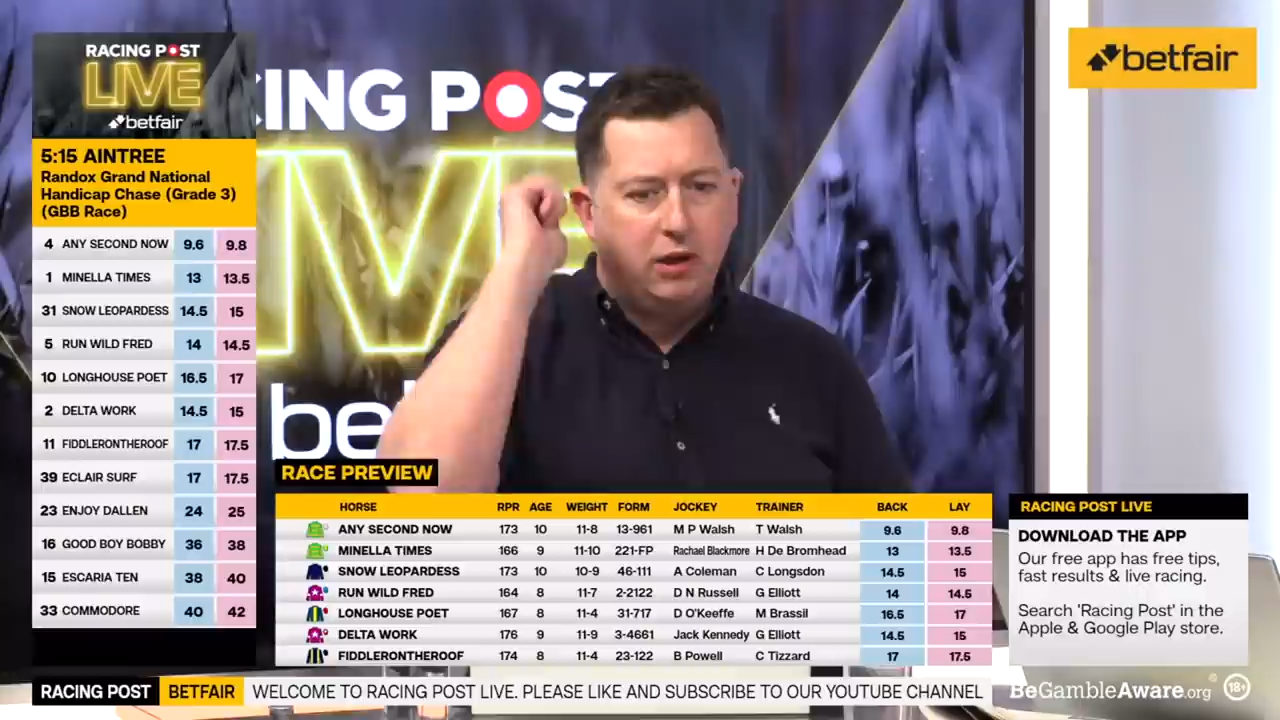 RACING POST
LIVE
betfair
5:15 AINTREE
Randox Grand National
Handicap Chase (Grade 3)
(GBB Race)
4 ANY SECOND NOW 9.6 9.8
1 MINELLA TIMES 13 13.5
31 SNOW LEOPARDESS 14.5 15
5 RUN WILD FRED 14 14.5
10 LONGHOUSE POET 16.5 17
2 DELTA WORK 14.5 15
11 FIDDLERONTHEROOF 17 17.5
39 ECLAIR SURF 17 17.5
23 ENJOY DALLEN 24 25
16 GOOD BOY BOBBY 36 38
15 ESCARIA TEN 38 40
33 COMMODORE 40 42
ING POST
be
betfair
RACE PREVIEW
HORSE RPR AGE WEIGHT FORM JOCKEY TRAINER BACK LAY
ANY SECOND NOW 173 10 11-8 13-961 M P Walsh T Walsh 9.6 9.8
MINELLA TIMES 166 9 11-10 221-FP Rachael Blackmore H De Bromhead 13 13.5
SNOW LEOPARDESS 173 10 10-9 46-111 A Coleman C Longsdon 14.5 15
RUN WILD FRED 164 8 11-7 2-2122 D N Russell G Elliott 14 14.5
LONGHOUSE POET 167 8 11-4 31-717 D O'Keeffe M Brassil 16.5 17
DELTA WORK 176 9 11-9 3-4661 Jack Kennedy G Elliott 14.5 15
FIDDLERONTHEROOF 174 8 11-4 23-122 B Powell C Tizzard 17 17.5
RACING POST LIVE
DOWNLOAD THE APP
Our free app has free tips,
fast results & live racing.
Search 'Racing Post' in the
Apple & Google Play store.
RACING POST BETFAIR WELCOME TO RACING POST LIVE. PLEASE LIKE AND SUBSCRIBE TO OUR YOUTUBE CHANNEL
BeGambleAware.org 18+